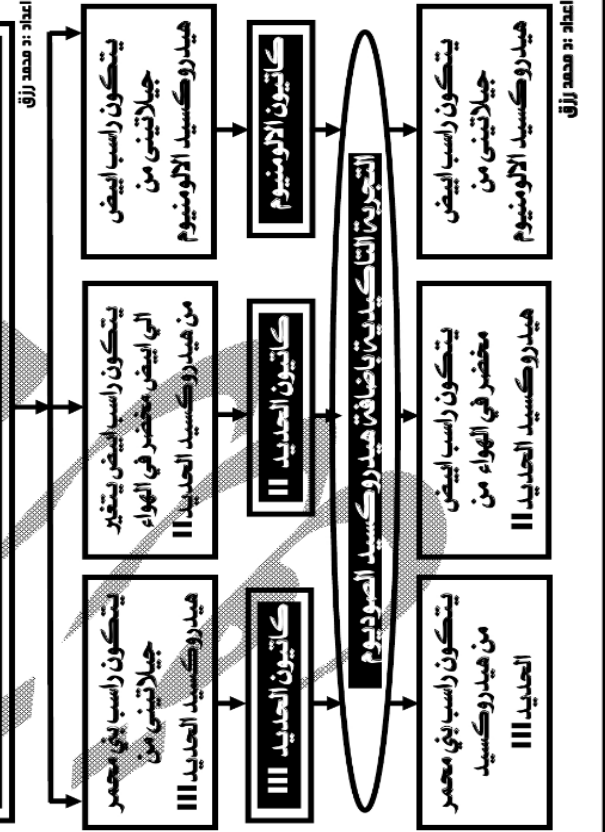 اعداد :د محمد رزق
يتكون راسب ابيض
جيلاتيني من
هيدروكسيد الالومنيوم
يتكون راسب ابيض يتغير
الي ابيض مخضر في الهواء
من هيدروكسيد الحديد II
يتكون راسب بني محمر
جيلاتيني من
هيدروكسيد الحديد III
كاتيون الالومنيوم
كاتيون الحديد II
كاتيون الحديد III
التجربة التاكيدية باضافة هيدروكسيد الصوديوم
يتكون راسب ابيض
جيلاتيني من
هيدروكسيد الالومنيوم
يتكون راسب ابيض
مخضر في الهواء من
هيدروكسيد الحديد II
يتكون راسب بني محمر
من هيدروكسيد
الحديد III
اعداد :د محمد رزق